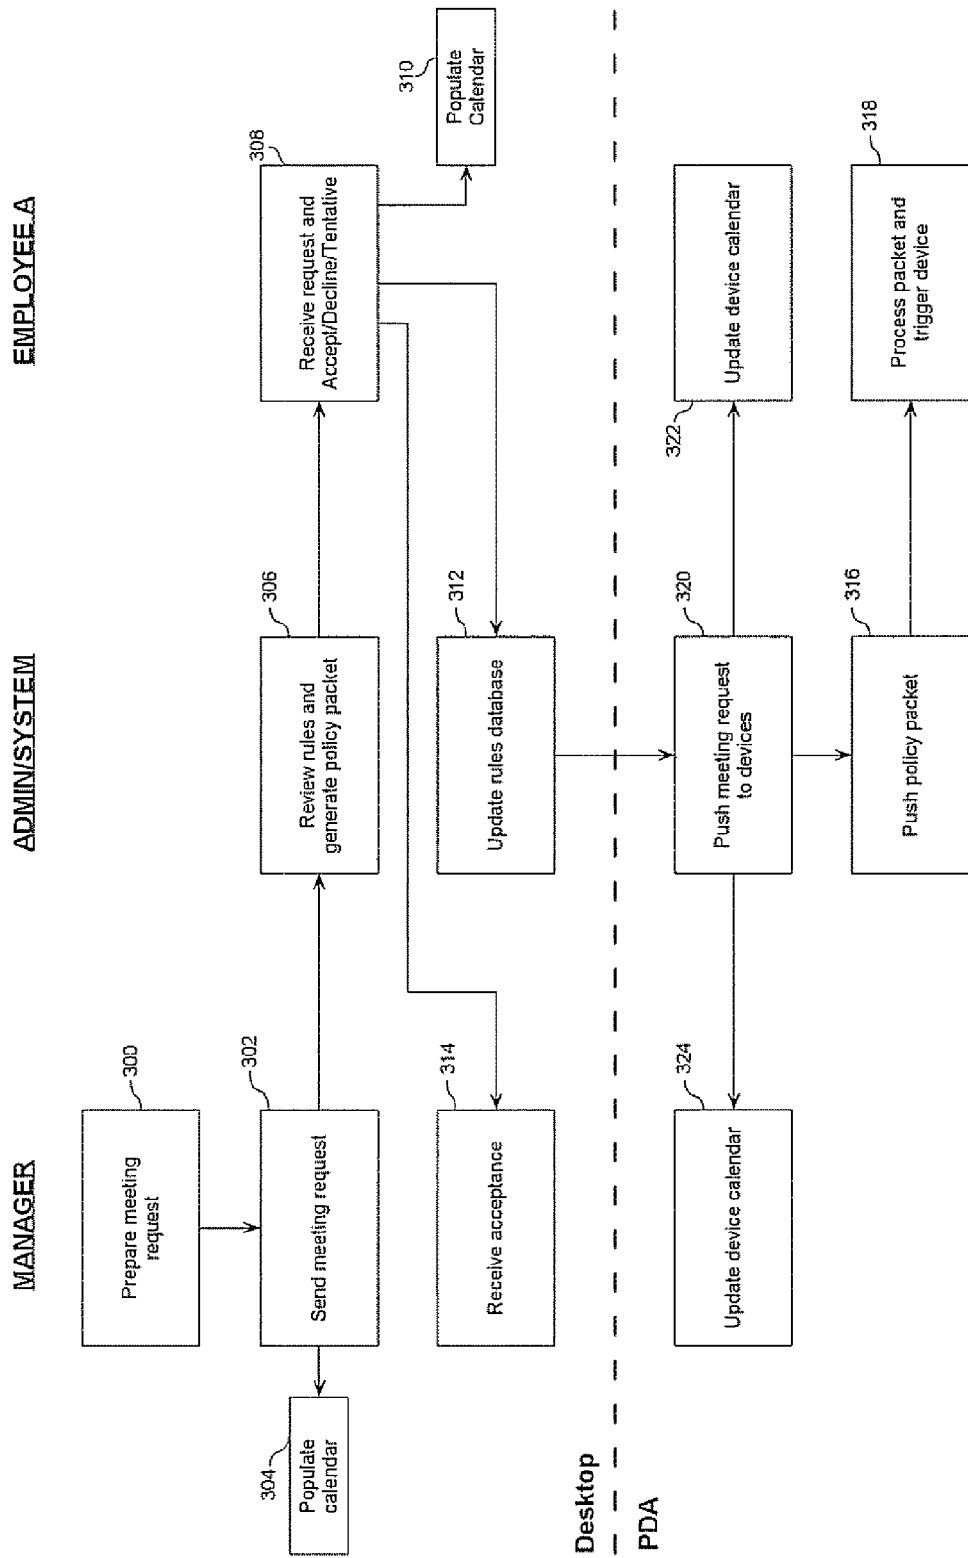 MANAGER
ADMIN/SYSTEM
EMPLOYEE A
300
Prepare meeting
request
302
Send meeting request
304
Populate
calendar
306
Review rules and
generate policy packet
308
Receive request and
Accept/Decline/Tentative
310
Populate
Calendar
314
Receive acceptance
312
Update rules database
Desktop
PDA
324
Update device calendar
320
Push meeting request
to devices
322
Update device calendar
316
Push policy packet
318
Process packet and
trigger device